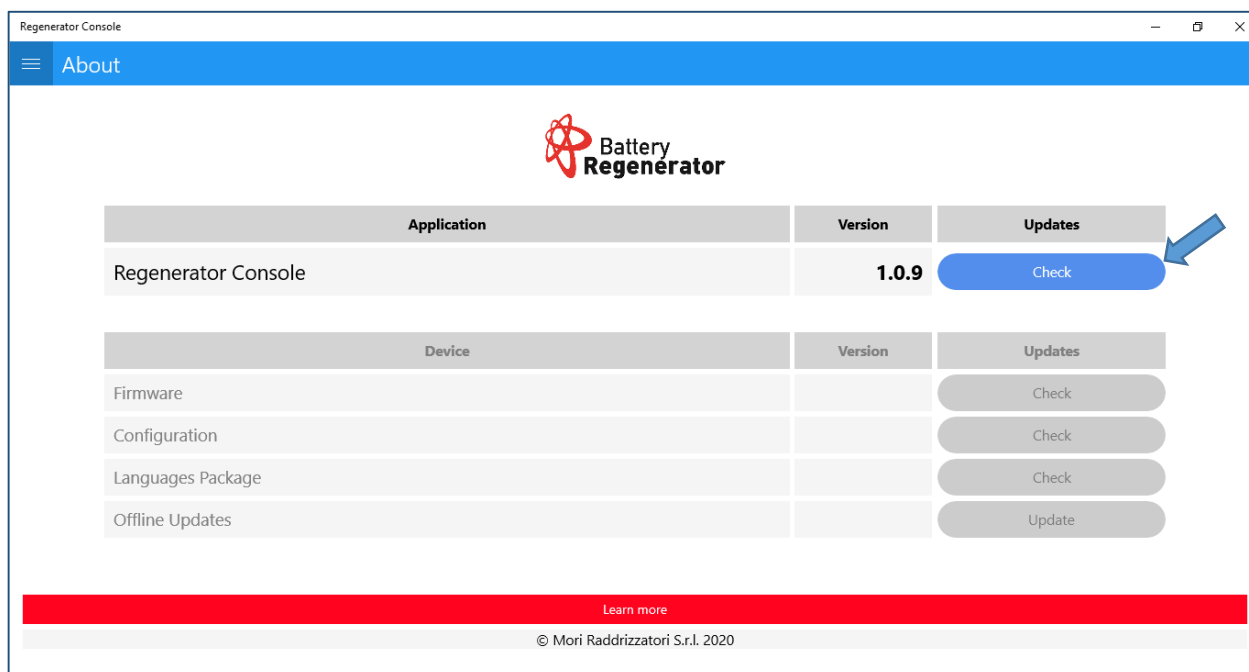 Regenerator Console
About
Battery
Regenerator
Application Version Updates
Regenerator Console 1.0.9 Check
Device Version Updates
Firmware Check
Configuration Check
Languages Package Check
Offline Updates Update
Learn more
© Mori Raddrizzatori S.r.l. 2020